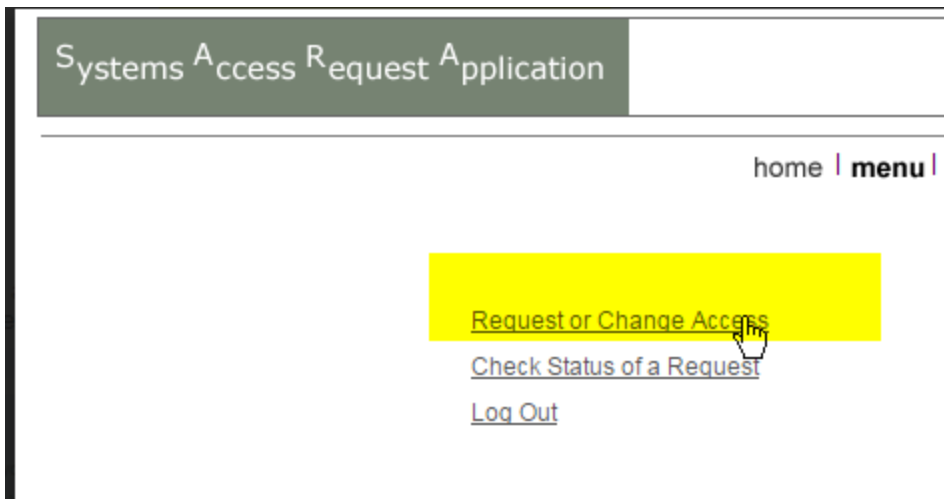 Systems Access Request Application
home | menu |
Request or Change Access
Check Status of a Request
Log Out